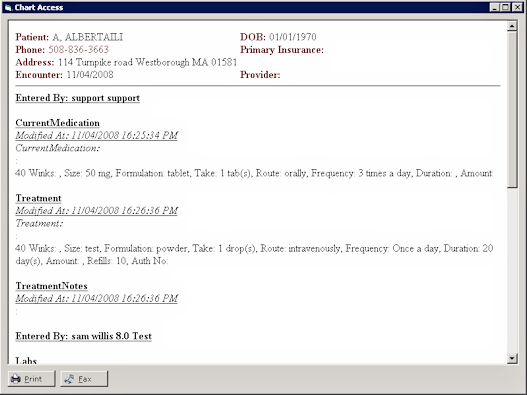 Chart Access
Patient: A, ALBERTAILI DOB: 01/01/1970
Phone: 508-836-3663 Primary Insurance:
Address: 114 Turnpike road Westborough MA 01581
Encounter: 11/04/2008 Provider:
Entered By: support support
CurrentMedication
Modified At: 11/04/2008 16:25:34 PM
CurrentMedication:
:
40 Winks: , Size: 50 mg, Formulation: tablet, Take: 1 tab(s), Route: orally, Frequency: 3 times a day, Duration: , Amount:
Treatment
Modified At: 11/04/2008 16:26:36 PM
Treatment:
:
40 Winks: , Size: test, Formulation: powder, Take: 1 drop(s), Route: intravenously, Frequency: Once a day, Duration: 20
day(s), Amount: , Refills: 10, Auth No:
TreatmentNotes
Modified At: 11/04/2008 16:26:36 PM
:
Entered By: sam willis 8.0 Test
Labs
Print Fax